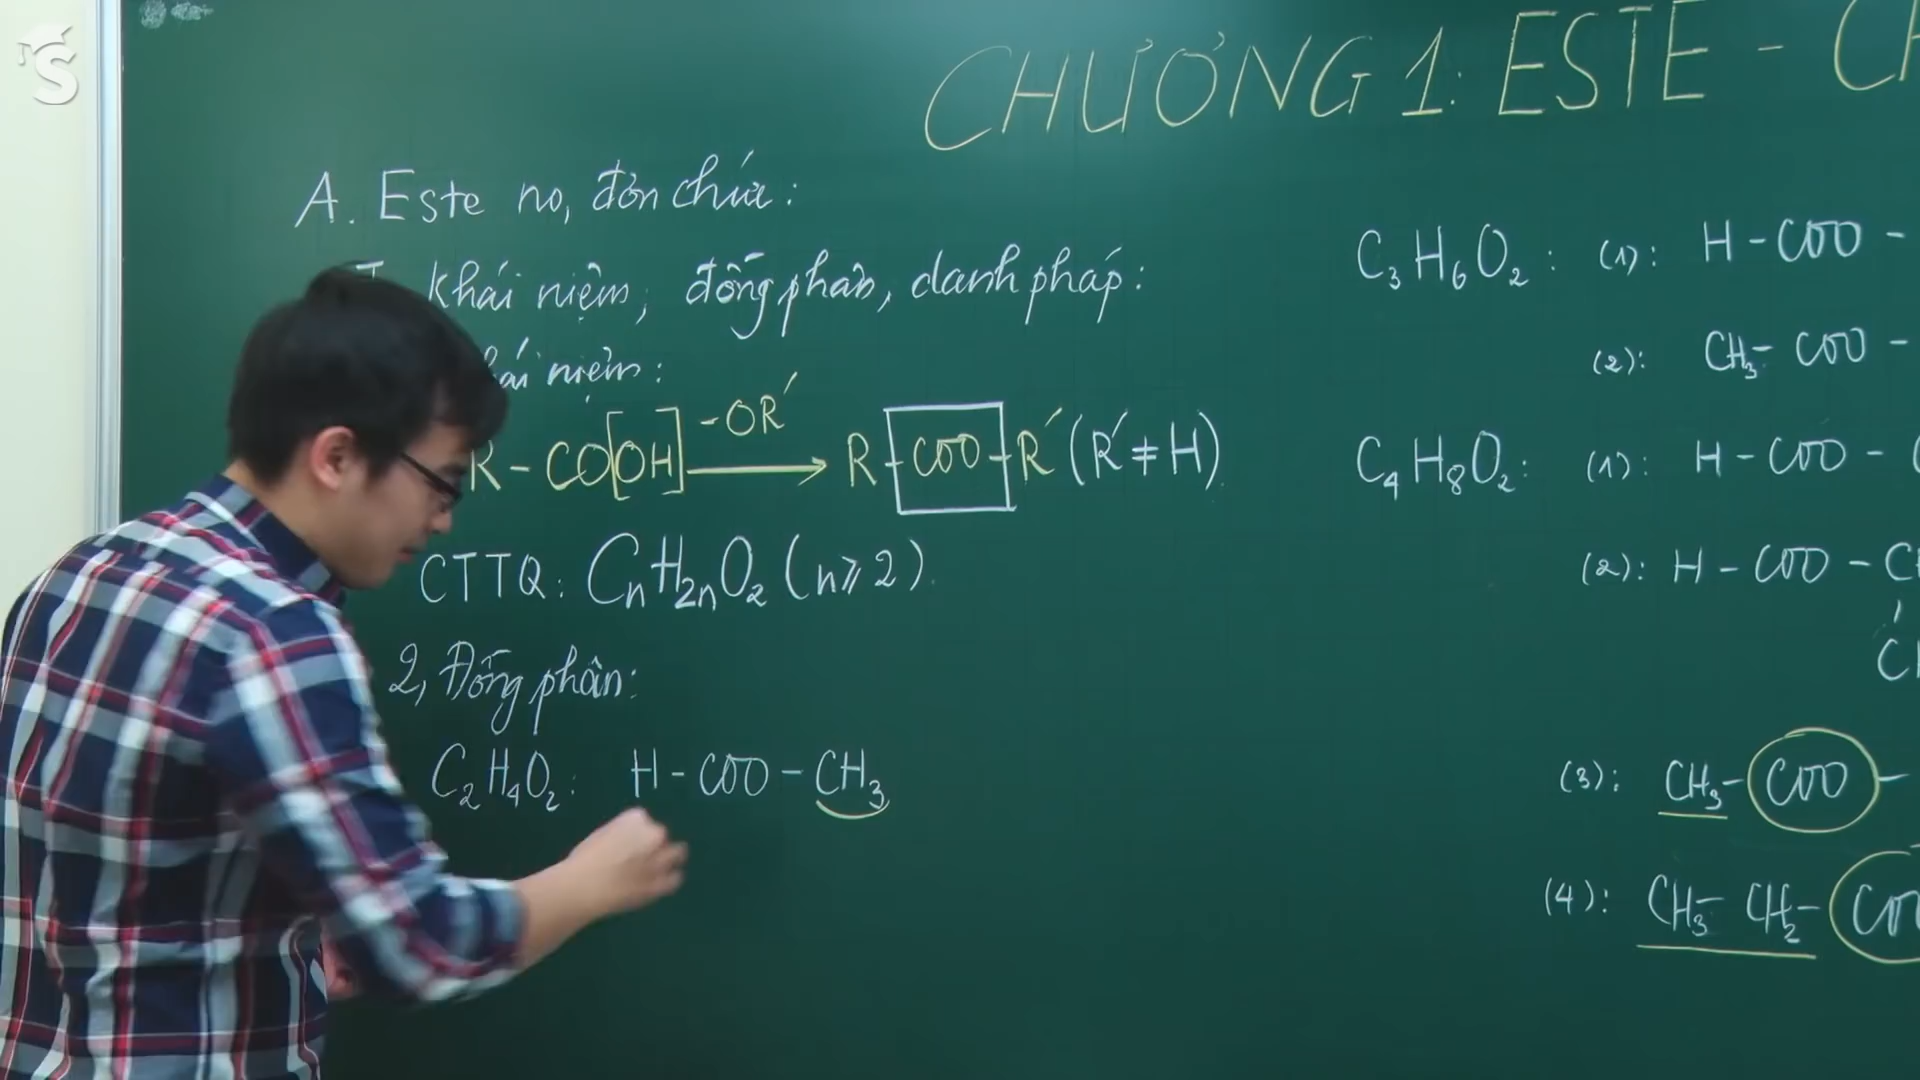 CHƯƠNG 1: ESTE -
A. Este no, đơn chức:
khái niệm, đồng phân, danh pháp:
niệm:
R - CO[OH] -OR' → R - COO - R' (R' ≠ H)
CTTQ: CnH2nO2 (n ≥ 2)
2, Đồng phân:
C2H4O2: H - COO - CH3
C3H6O2: (1): H - COO -
(2): CH3 - COO -
C4H8O2: (1): H - COO -
(2): H - COO -
(3): CH3 - COO -
(4): CH3 - CH2 -